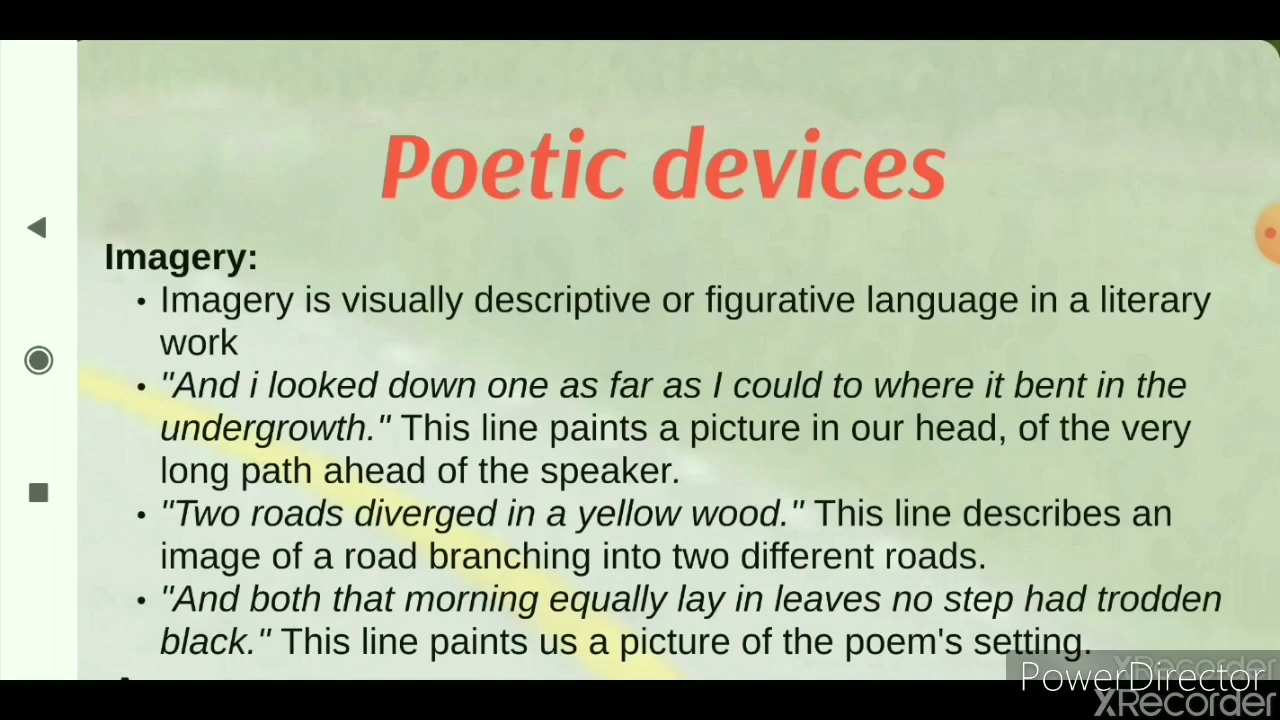 Poetic devices
Imagery:
• Imagery is visually descriptive or figurative language in a literary
work
• "And i looked down one as far as I could to where it bent in the
undergrowth." This line paints a picture in our head, of the very
long path ahead of the speaker.
• "Two roads diverged in a yellow wood." This line describes an
image of a road branching into two different roads.
• "And both that morning equally lay in leaves no step had trodden
black." This line paints us a picture of the poem's setting.
XRecorder
PowerDirector
XRecorder